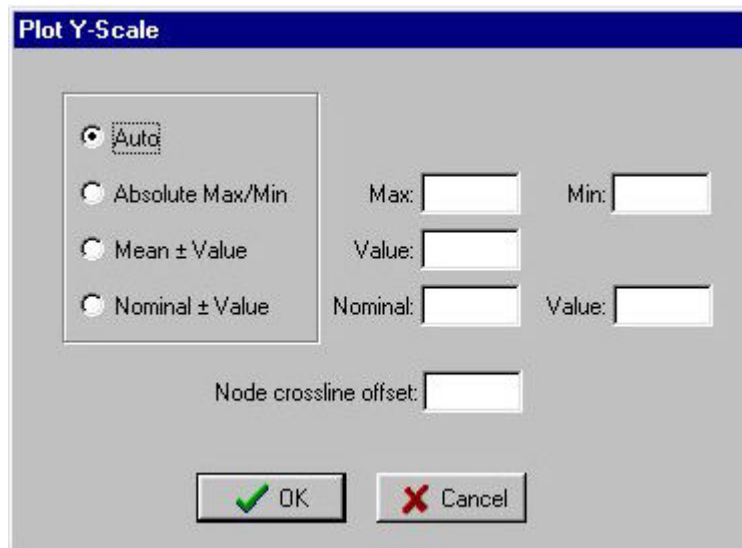 Plot Y-Scale
Auto
Absolute Max/Min Max: Min:
Mean ± Value Value:
Nominal ± Value Nominal: Value:
Node crossline offset:
OK Cancel